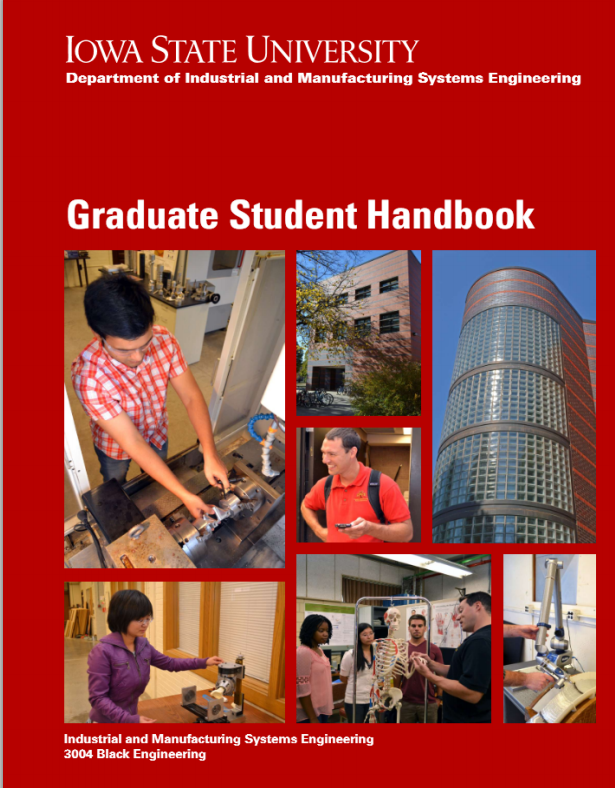 IOWA STATE UNIVERSITY
Department of Industrial and Manufacturing Systems Engineering
Graduate Student Handbook
Industrial and Manufacturing Systems Engineering
3004 Black Engineering